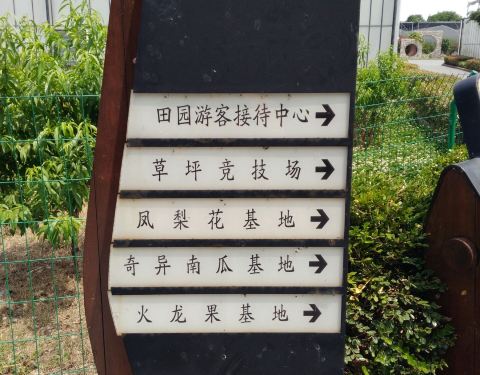 田园游客接待中心 →
草坪竞技场 →
凤梨花基地 →
奇异南瓜基地 →
火龙果基地 →